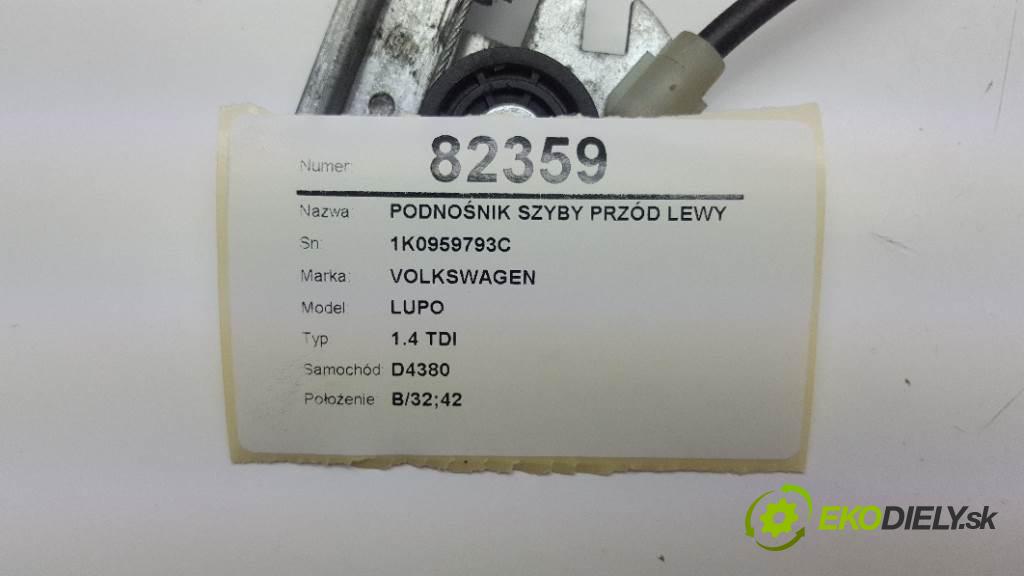 Numer: 82359
Nazwa: PODNOŚNIK SZYBY PRZÓD LEWY
Sn: 1K0959793C
Marka: VOLKSWAGEN
Model: LUPO
Typ: 1.4 TDI
Samochód: D4380
Położenie: B/32;42
EKODIELY.sk